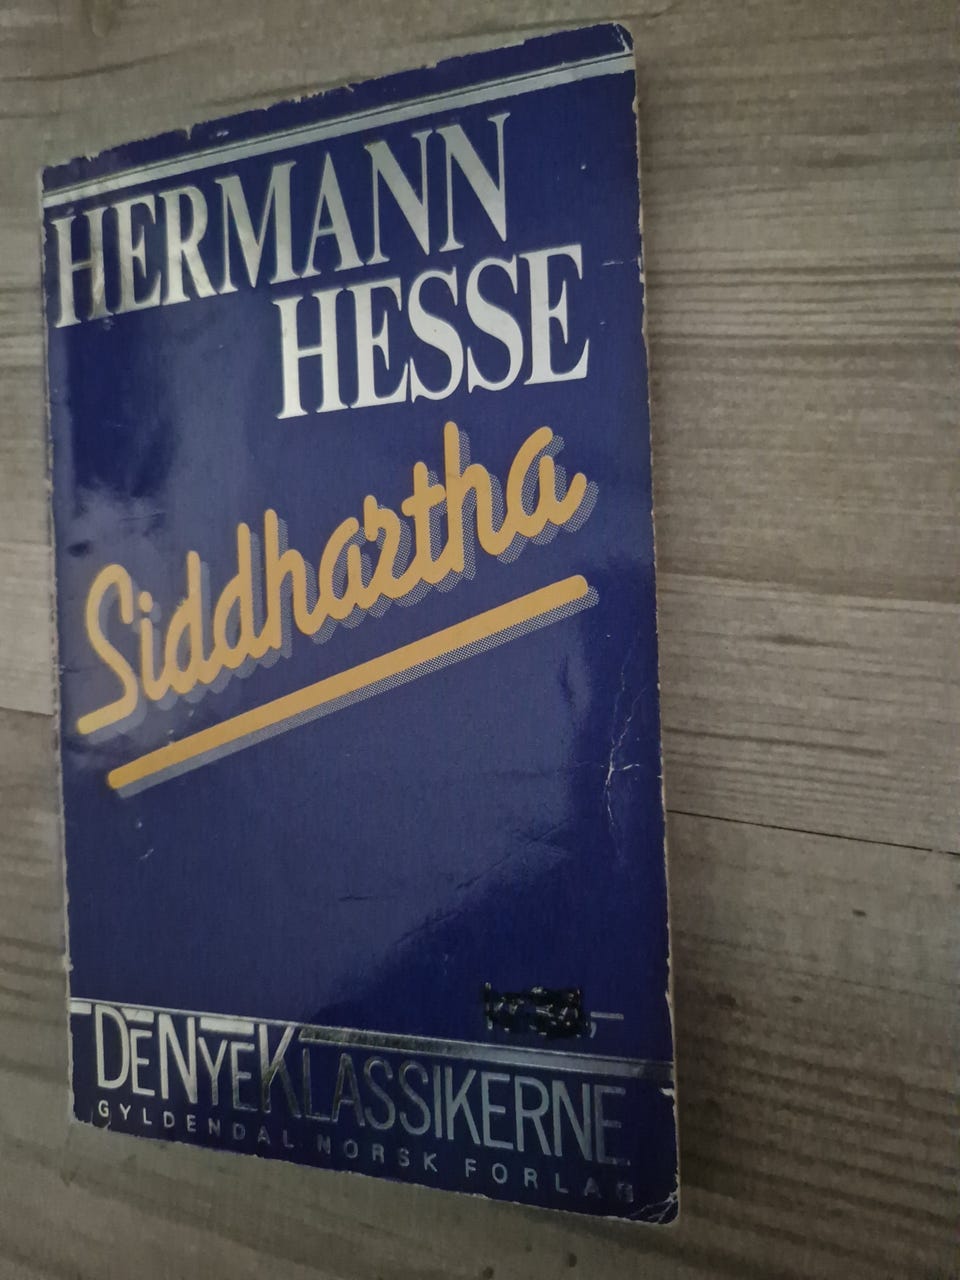 HERMANN
HESSE
Siddhartha
DENYEKLASSIKERNE
GYLDENDAL NORSK FORLAG